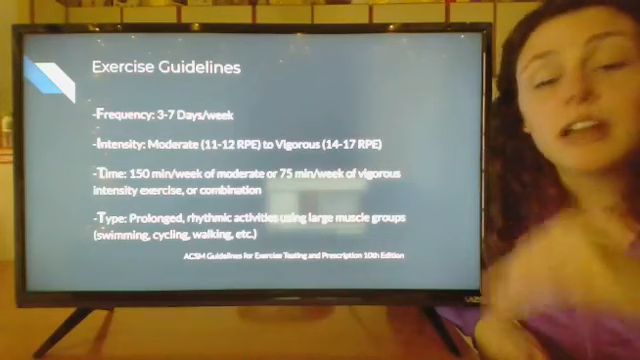 Exercise Guidelines
-Frequency: 3-7 Days/week
-Intensity: Moderate (11-12 RPE) to Vigorous (14-17 RPE)
-Time: 150 min/week of moderate or 75 min/week of vigorous
intensity exercise, or combination
-Type: Prolonged, rhythmic activities using large muscle groups
(swimming, cycling, walking, etc.)
ACSM Guidelines for Exercise Testing and Prescription 10th Edition